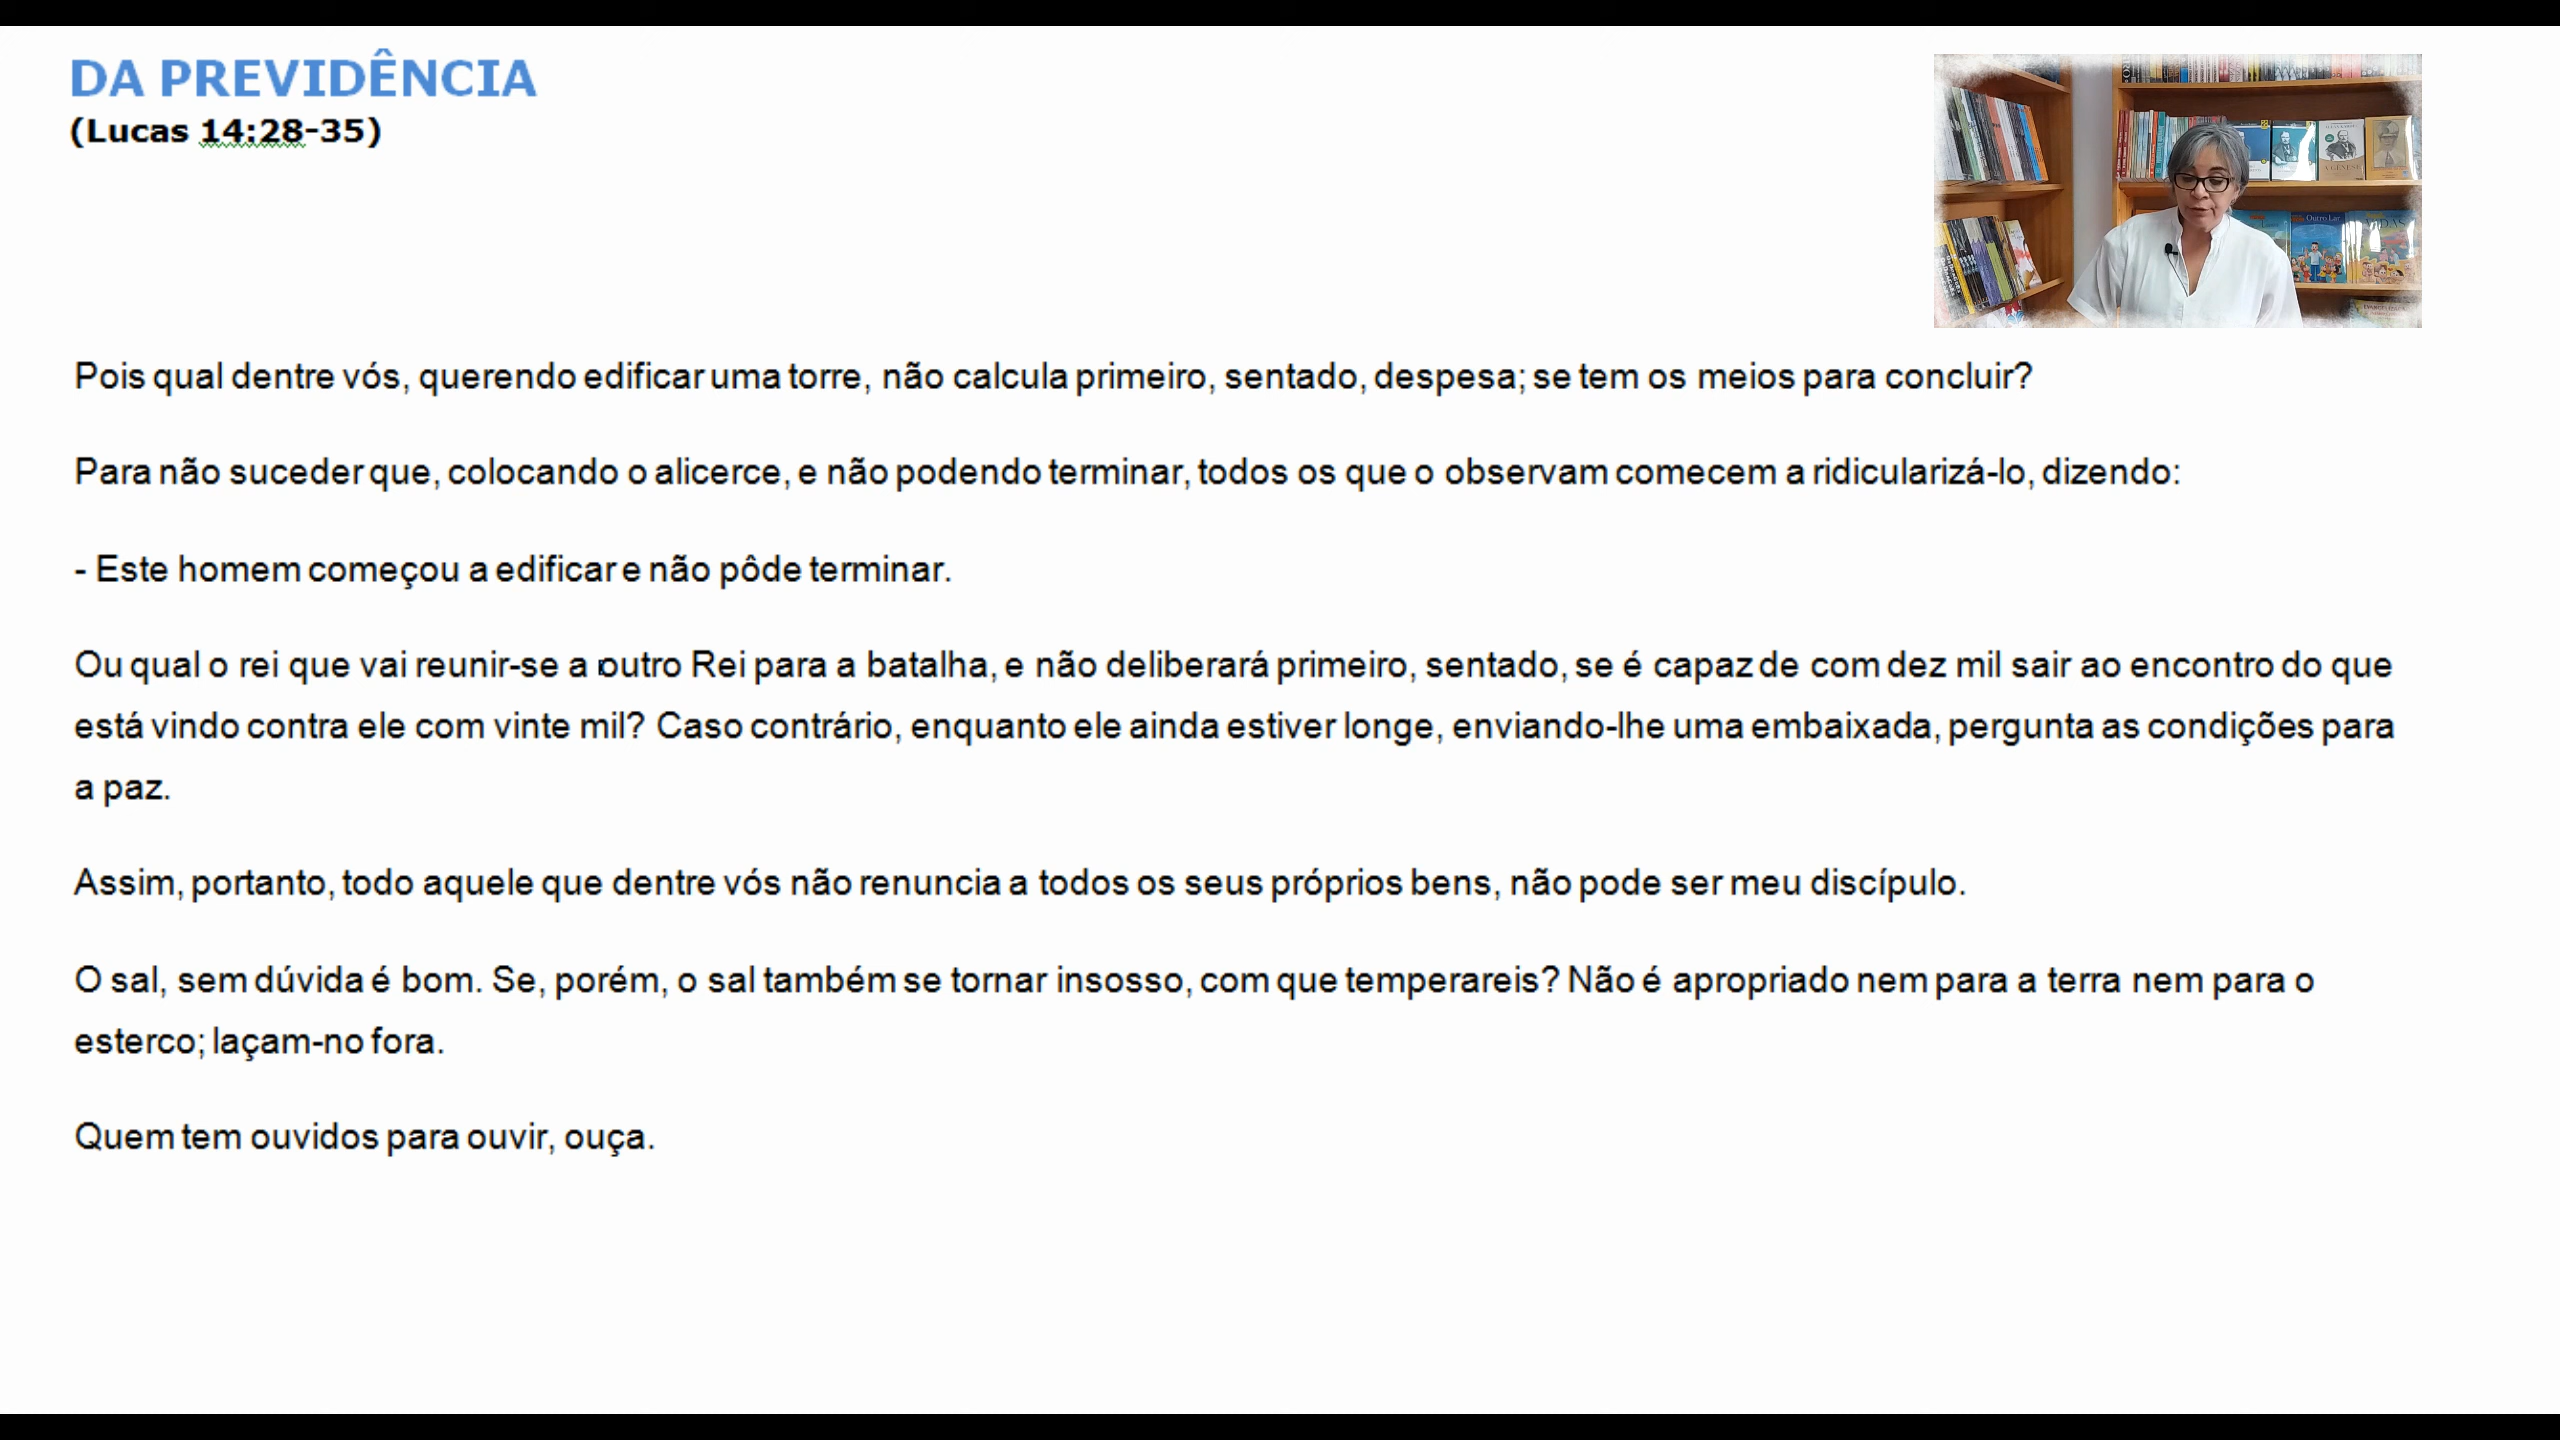 DA PREVIDÊNCIA
(Lucas 14:28-35)
Outro Lar
Pois qual dentre vós, querendo edificar uma torre, não calcula primeiro, sentado, despesa; se tem os meios para concluir?
Para não suceder que, colocando o alicerce, e não podendo terminar, todos os que o observam comecem a ridicularizá-lo, dizendo:
- Este homem começou a edificar e não pôde terminar.
Ou qual o rei que vai reunir-se a outro Rei para a batalha, e não deliberará primeiro, sentado, se é capaz de com dez mil sair ao encontro do que
está vindo contra ele com vinte mil? Caso contrário, enquanto ele ainda estiver longe, enviando-lhe uma embaixada, pergunta as condições para
a paz.
Assim, portanto, todo aquele que dentre vós não renuncia a todos os seus próprios bens, não pode ser meu discípulo.
O sal, sem dúvida é bom. Se, porém, o sal também se tornar insosso, com que temperareis? Não é apropriado nem para a terra nem para o
esterco; laçam-no fora.
Quem tem ouvidos para ouvir, ouça.